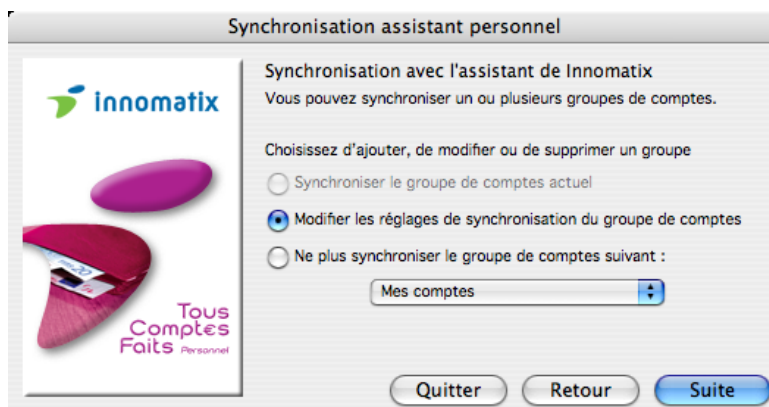 Synchronisation assistant personnel
innomatix
Tous
Comptes
Faits Personnel
20
Synchronisation avec l'assistant de Innomatix
Vous pouvez synchroniser un ou plusieurs groupes de comptes.
Choisissez d'ajouter, de modifier ou de supprimer un groupe
Synchroniser le groupe de comptes actuel
Modifier les réglages de synchronisation du groupe de comptes
Ne plus synchroniser le groupe de comptes suivant :
Mes comptes
Quitter
Retour
Suite